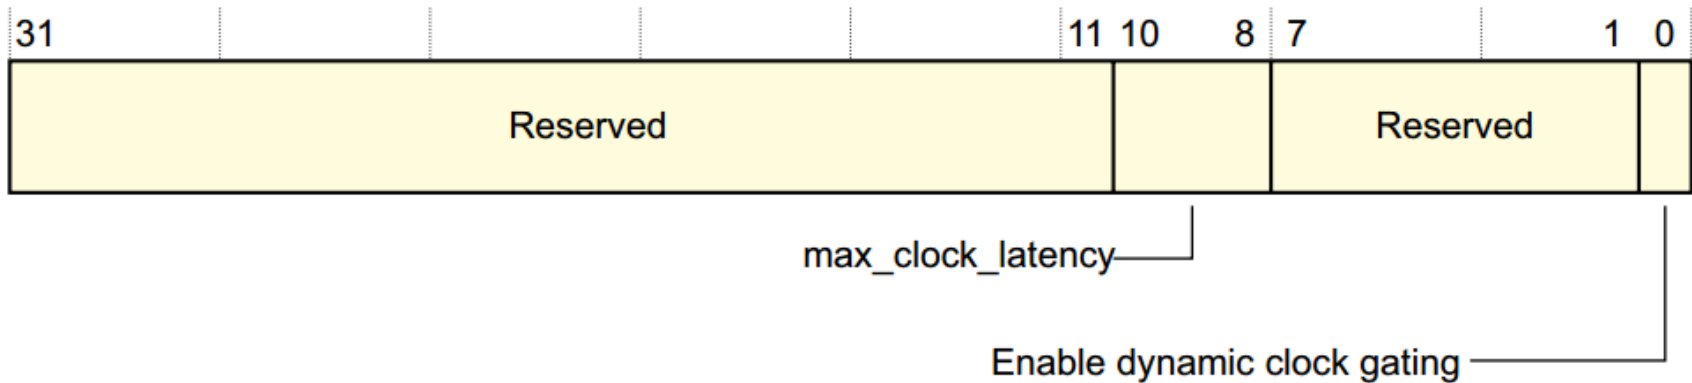 31 11 10 8 7 1 0
Reserved Reserved
max_clock_latency
Enable dynamic clock gating